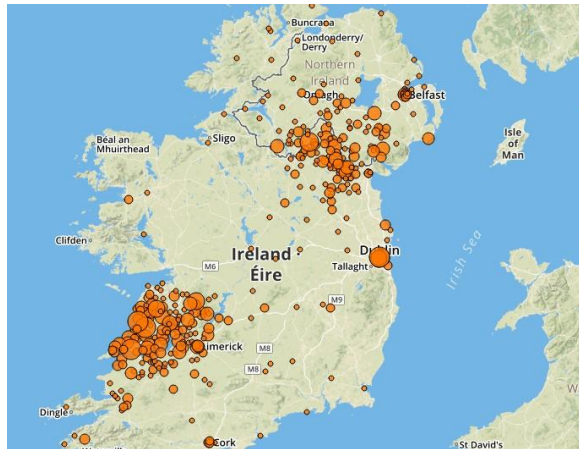 Buncrana
Londonderry/
Derry
Northern
Ireland
Omagh
Belfast
Sligo
Béal an
Mhuirthead
Isle
of
Man
Clifden
Ireland
Éire
Dublin
Tallaght
M6
Irish Sea
M9
Limerick
M8
M8
Dingle
Cork
St David's
W